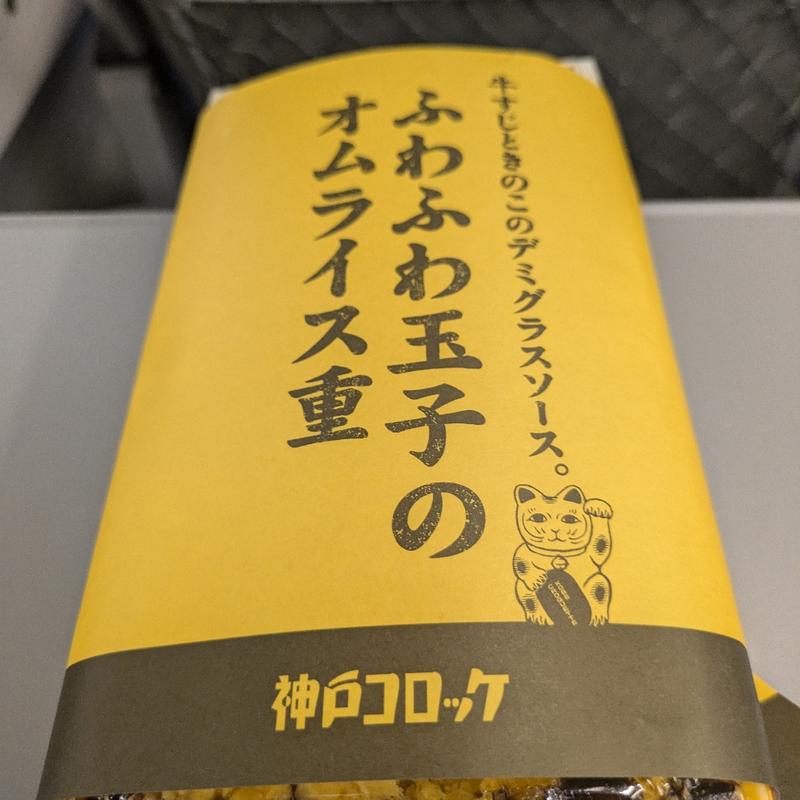 牛すじときのこのデミグラスソース。
ふわふわ玉子の
オムライス重
神戸コロッケ